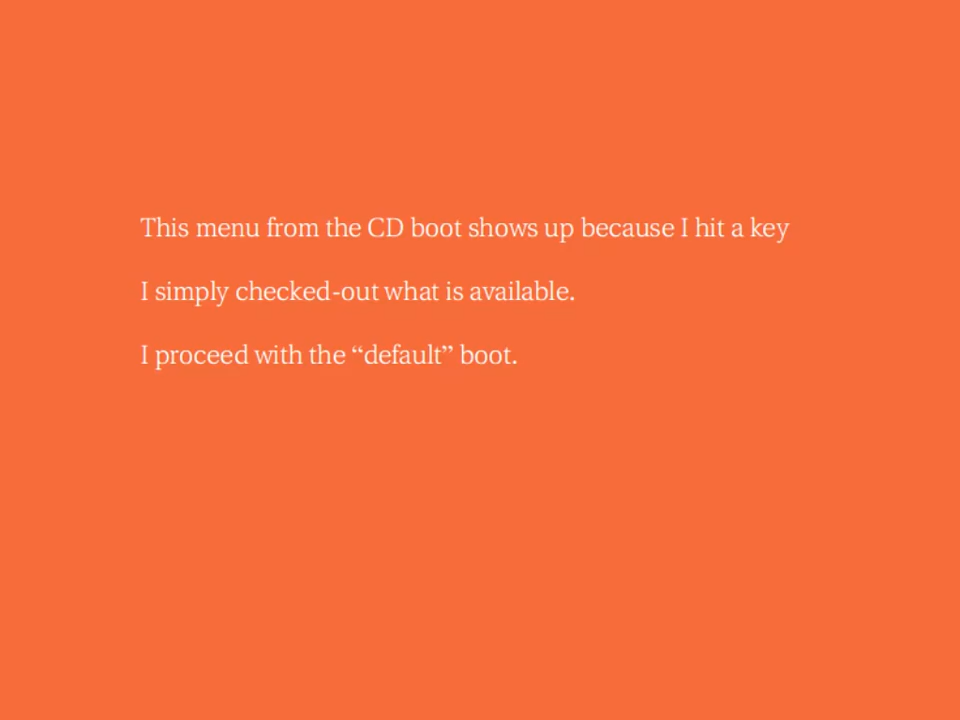 This menu from the CD boot shows up because I hit a key
I simply checked-out what is available.
I proceed with the “default” boot.